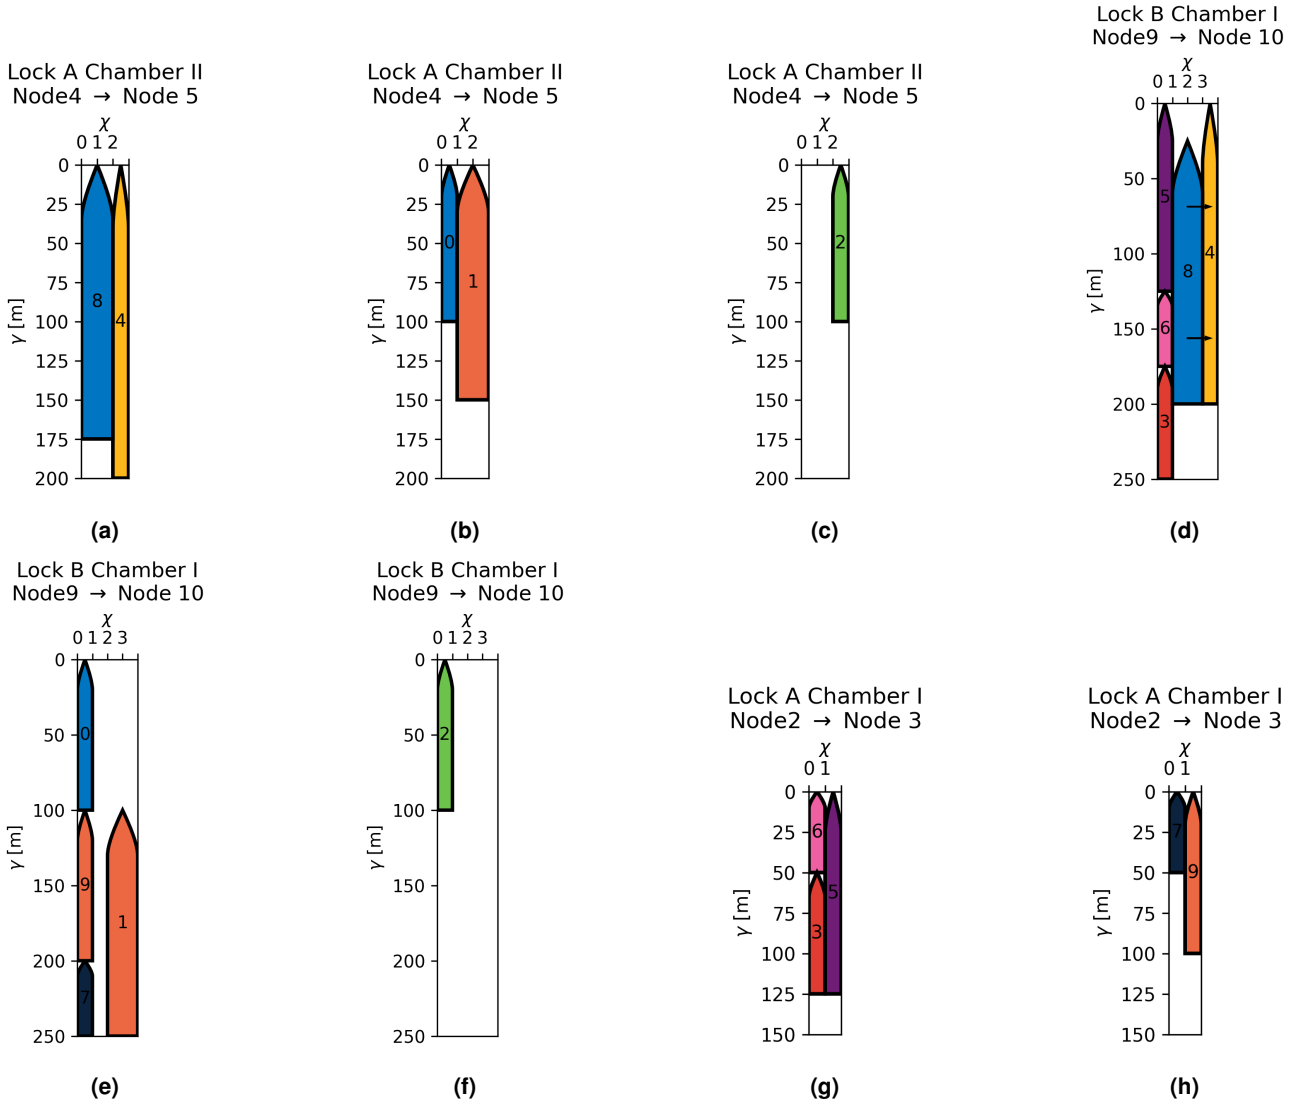 Lock A Chamber II
Node4 → Node 5
χ
0 1 2
0
25
50
75
100
125
150
175
200
γ [m]
8
4
(a)
Lock A Chamber II
Node4 → Node 5
χ
0 1 2
0
25
50
75
100
125
150
175
200
γ [m]
0
1
(b)
Lock A Chamber II
Node4 → Node 5
χ
0 1 2
0
25
50
75
100
125
150
175
200
γ [m]
2
(c)
Lock B Chamber I
Node9 → Node 10
χ
0 1 2 3
0
50
100
150
200
250
γ [m]
5
4
8
6
3
(d)
Lock B Chamber I
Node9 → Node 10
χ
0 1 2 3
0
50
100
150
200
250
γ [m]
0
9
1
7
(e)
Lock B Chamber I
Node9 → Node 10
χ
0 1 2 3
0
50
100
150
200
250
γ [m]
2
(f)
Lock A Chamber I
Node2 → Node 3
χ
0 1
0
25
50
75
100
125
150
γ [m]
6
5
3
(g)
Lock A Chamber I
Node2 → Node 3
χ
0 1
0
25
50
75
100
125
150
γ [m]
7
9
(h)